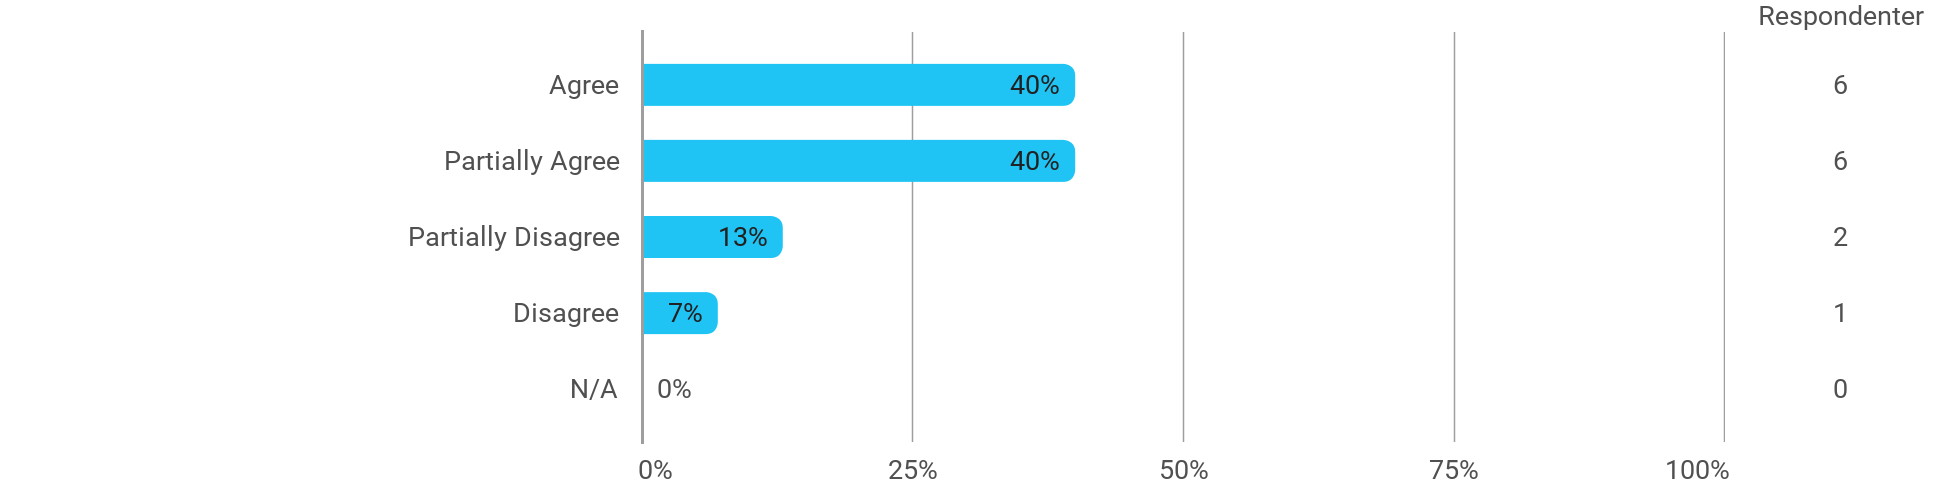 Respondenter
Agree 40% 6
Partially Agree 40% 6
Partially Disagree 13% 2
Disagree 7% 1
N/A 0% 0
0% 25% 50% 75% 100%